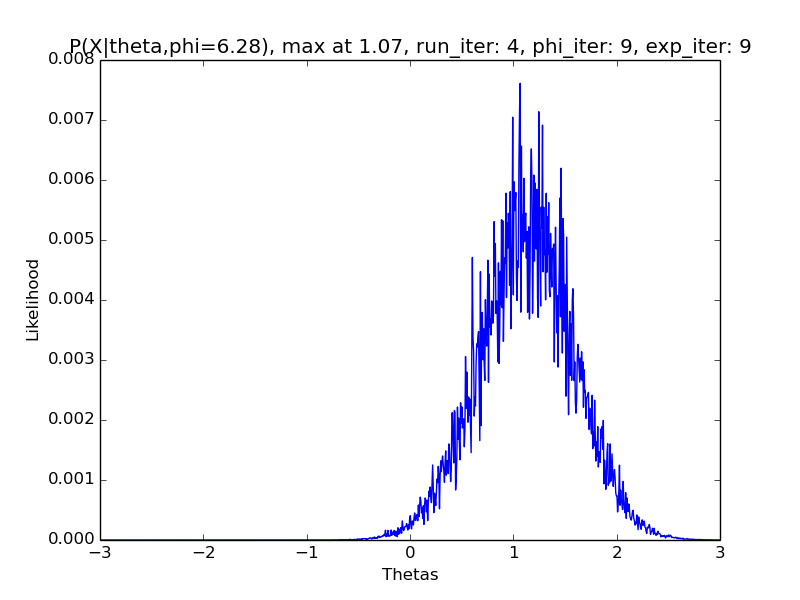 P(X|theta,phi=6.28), max at 1.07, run_iter: 4, phi_iter: 9, exp_iter: 9
0.008
0.007
0.006
0.005
0.004
0.003
0.002
0.001
0.000
Likelihood
−3 −2 −1 0 1 2 3
Thetas